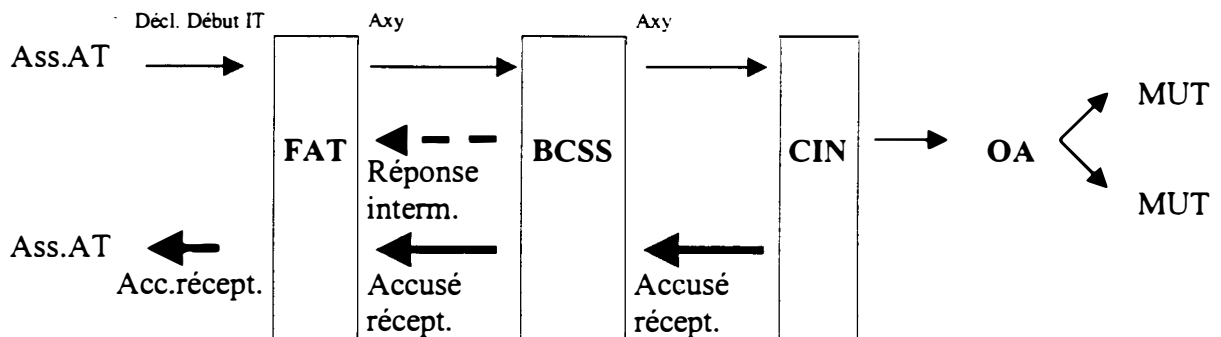 Décl. Début IT
Axy
Axy
Ass.AT
MUT
FAT
BCSS
CIN
OA
Réponse
interm.
MUT
Ass.AT
Acc.récept.
Accusé
récept.
Accusé
récept.